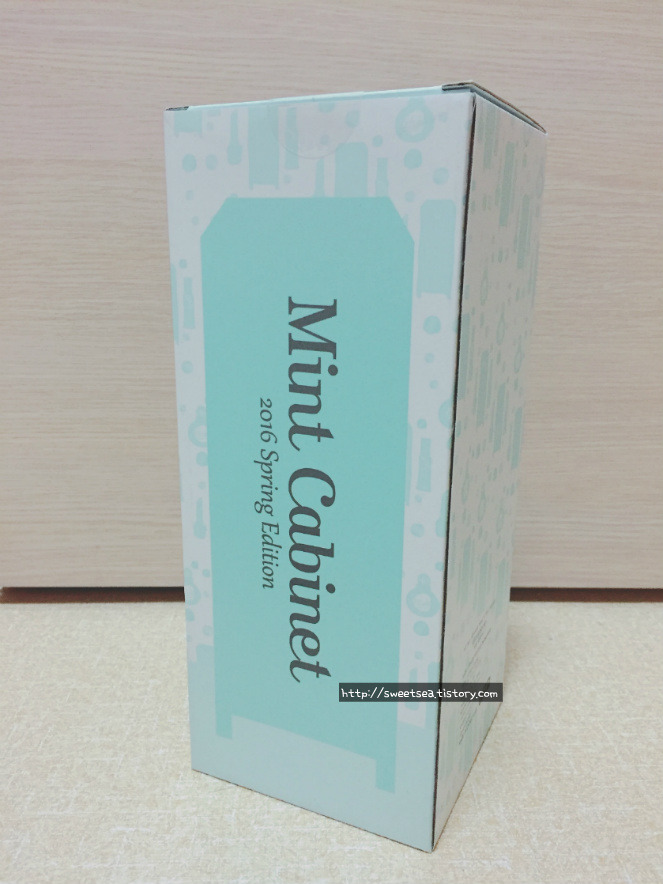 Mint Cabinet
2016 Spring Edition
http://sweetsea.tistory.com